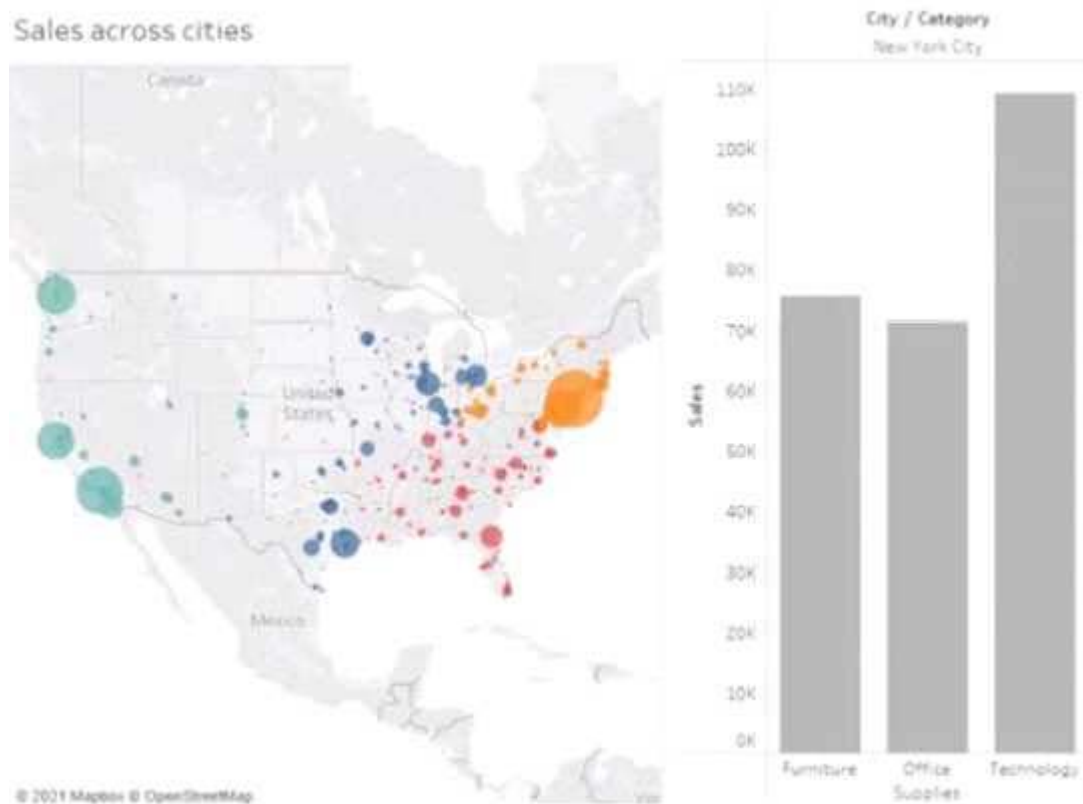 Sales across cities
Canada
United
States
Mexico
© 2021 Mapbox © OpenStreetMap
City / Category
New York City
110K
100K
90K
80K
70K
60K
50K
40K
30K
20K
10K
0K
Sales
Furniture
Office
Supplies
Technology